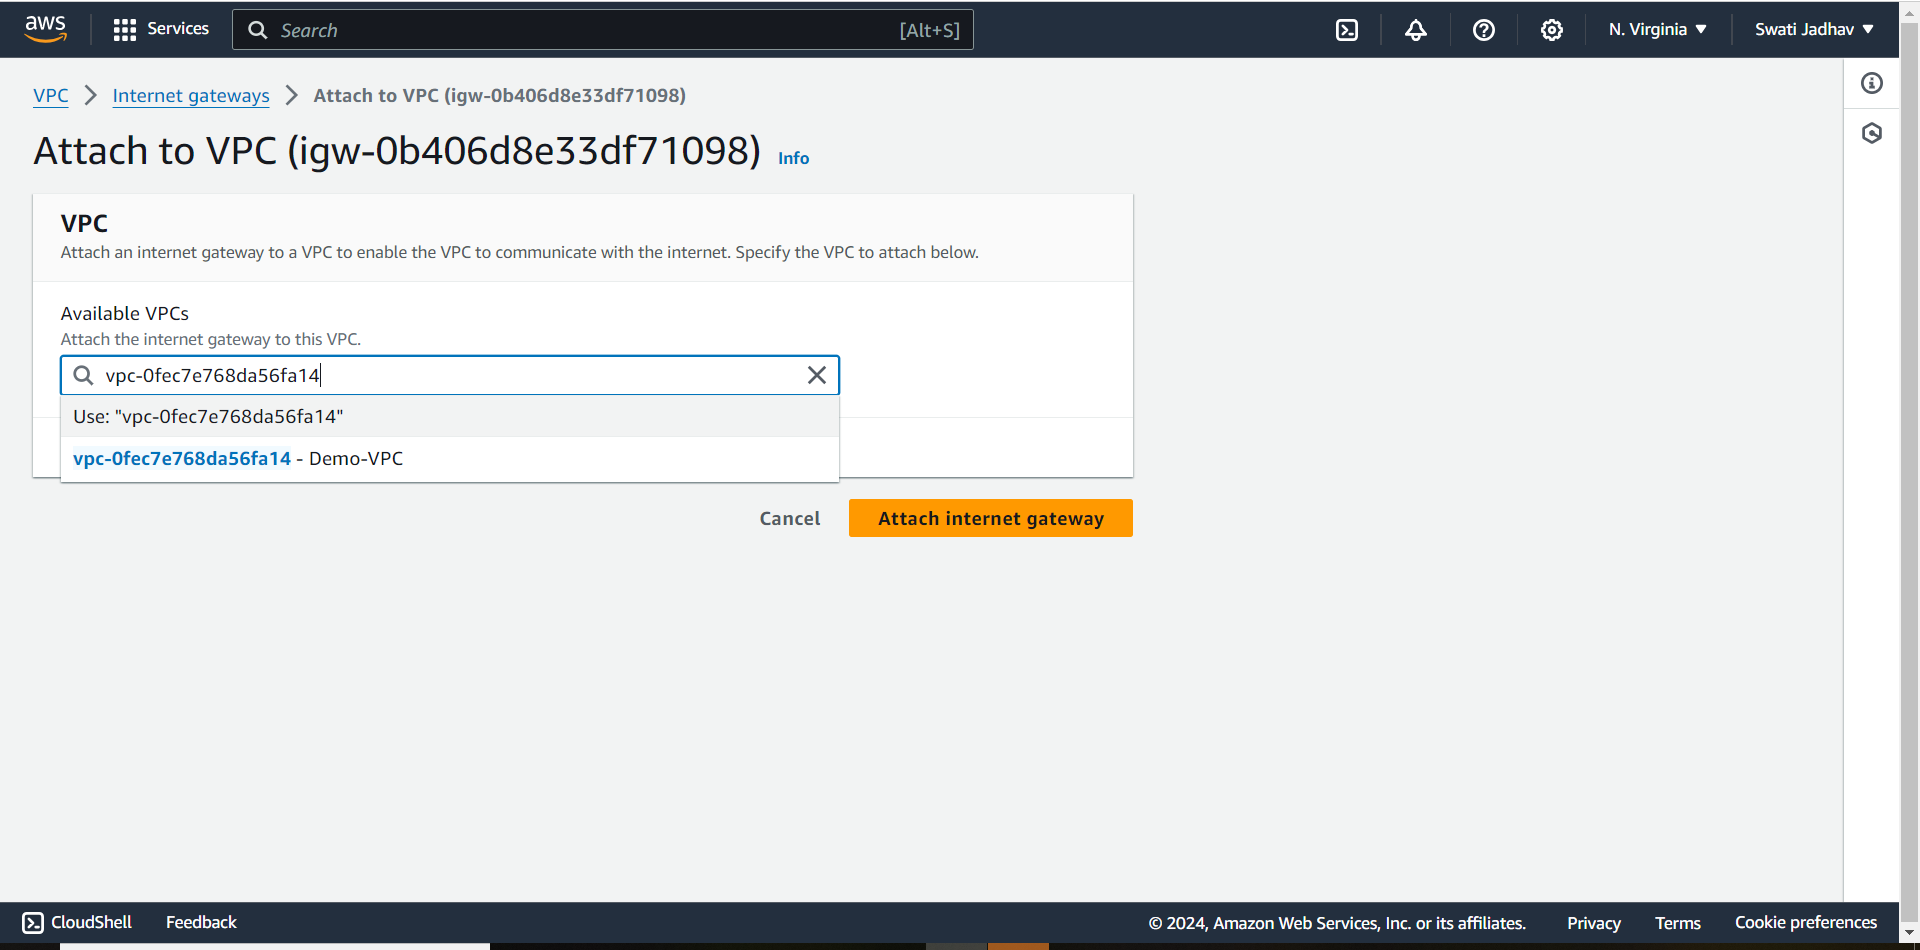 aws
Services
Search [Alt+S]
N. Virginia
Swati Jadhav
VPC > Internet gateways > Attach to VPC (igw-0b406d8e33df71098)
Attach to VPC (igw-0b406d8e33df71098) Info
VPC
Attach an internet gateway to a VPC to enable the VPC to communicate with the internet. Specify the VPC to attach below.
Available VPCs
Attach the internet gateway to this VPC.
vpc-0fec7e768da56fa14
Use: "vpc-0fec7e768da56fa14"
vpc-0fec7e768da56fa14 - Demo-VPC
Cancel
Attach internet gateway
CloudShell
Feedback
© 2024, Amazon Web Services, Inc. or its affiliates.
Privacy
Terms
Cookie preferences